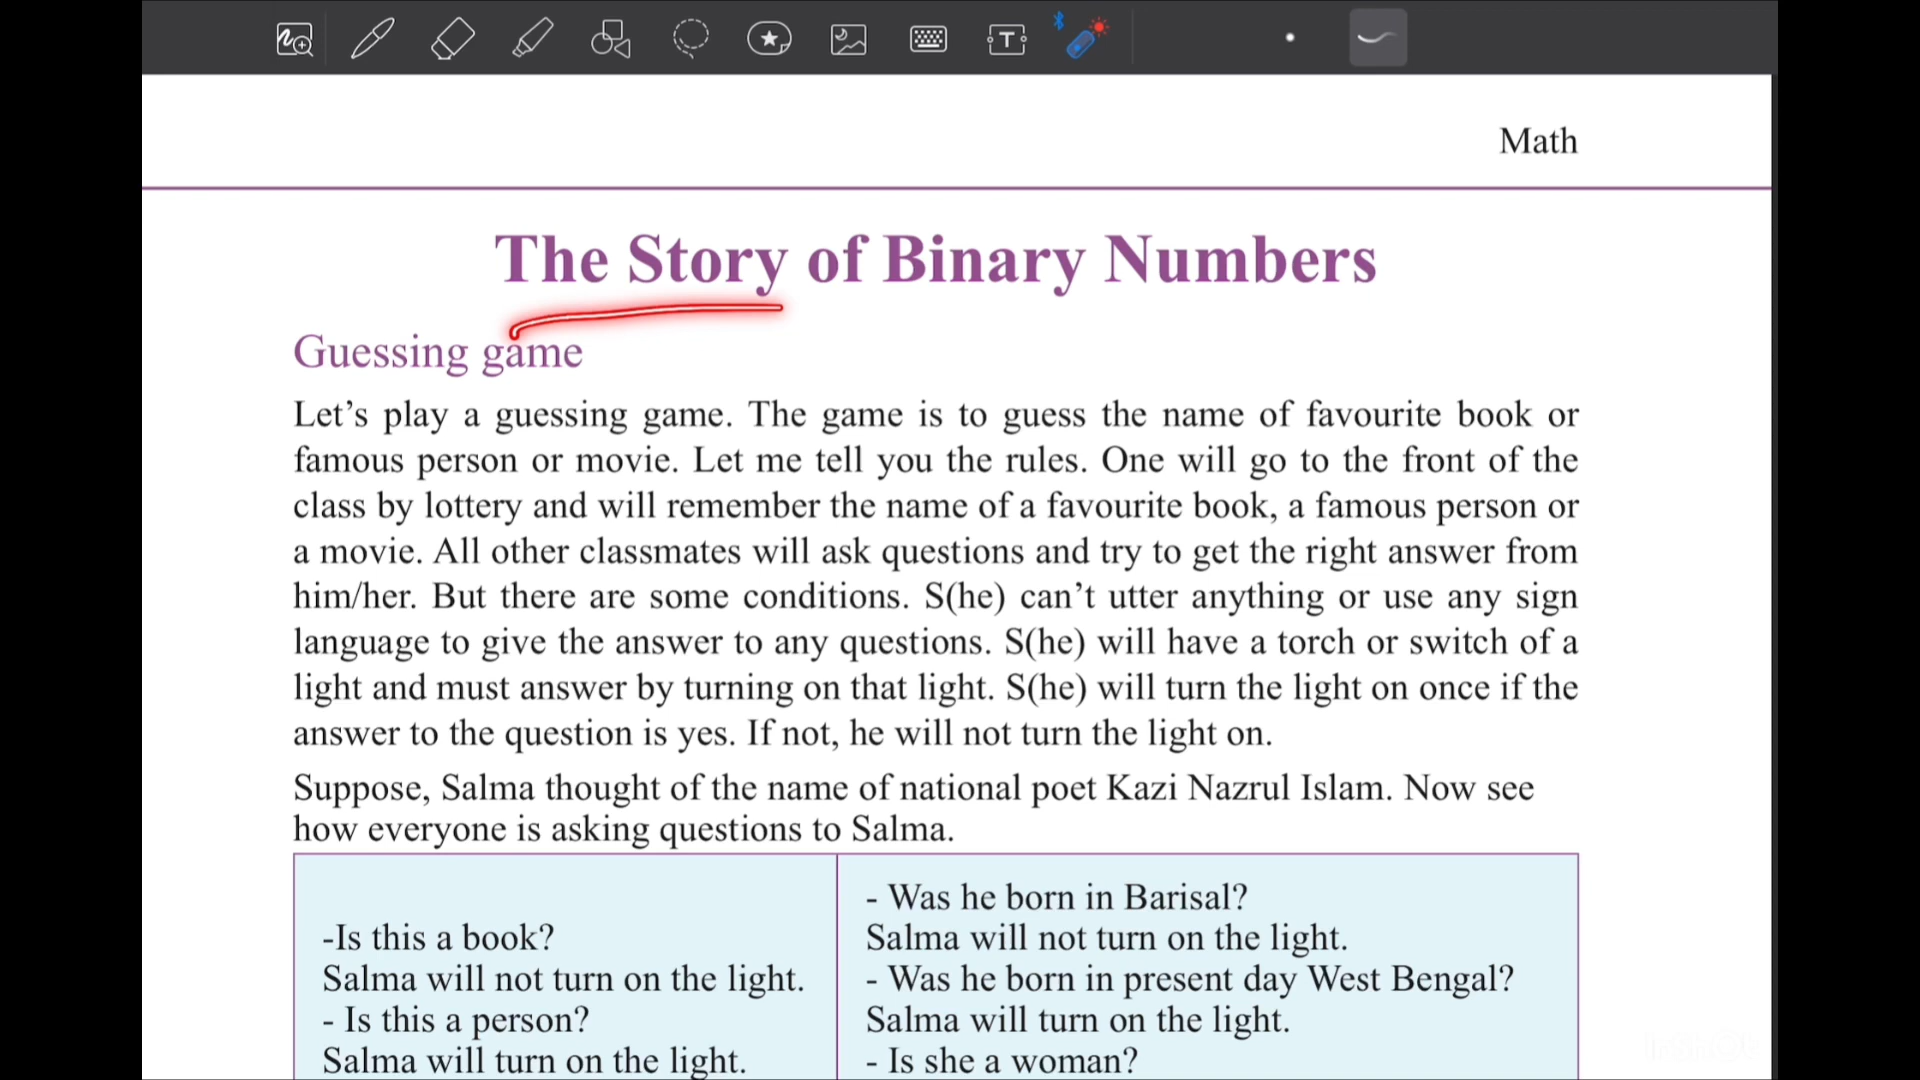 Math
The Story of Binary Numbers
Guessing game
Let’s play a guessing game. The game is to guess the name of favourite book or
famous person or movie. Let me tell you the rules. One will go to the front of the
class by lottery and will remember the name of a favourite book, a famous person or
a movie. All other classmates will ask questions and try to get the right answer from
him/her. But there are some conditions. S(he) can’t utter anything or use any sign
language to give the answer to any questions. S(he) will have a torch or switch of a
light and must answer by turning on that light. S(he) will turn the light on once if the
answer to the question is yes. If not, he will not turn the light on.
Suppose, Salma thought of the name of national poet Kazi Nazrul Islam. Now see
how everyone is asking questions to Salma.
-Is this a book?
Salma will not turn on the light.
- Is this a person?
Salma will turn on the light.
- Was he born in Barisal?
Salma will not turn on the light.
- Was he born in present day West Bengal?
Salma will turn on the light.
- Is she a woman?